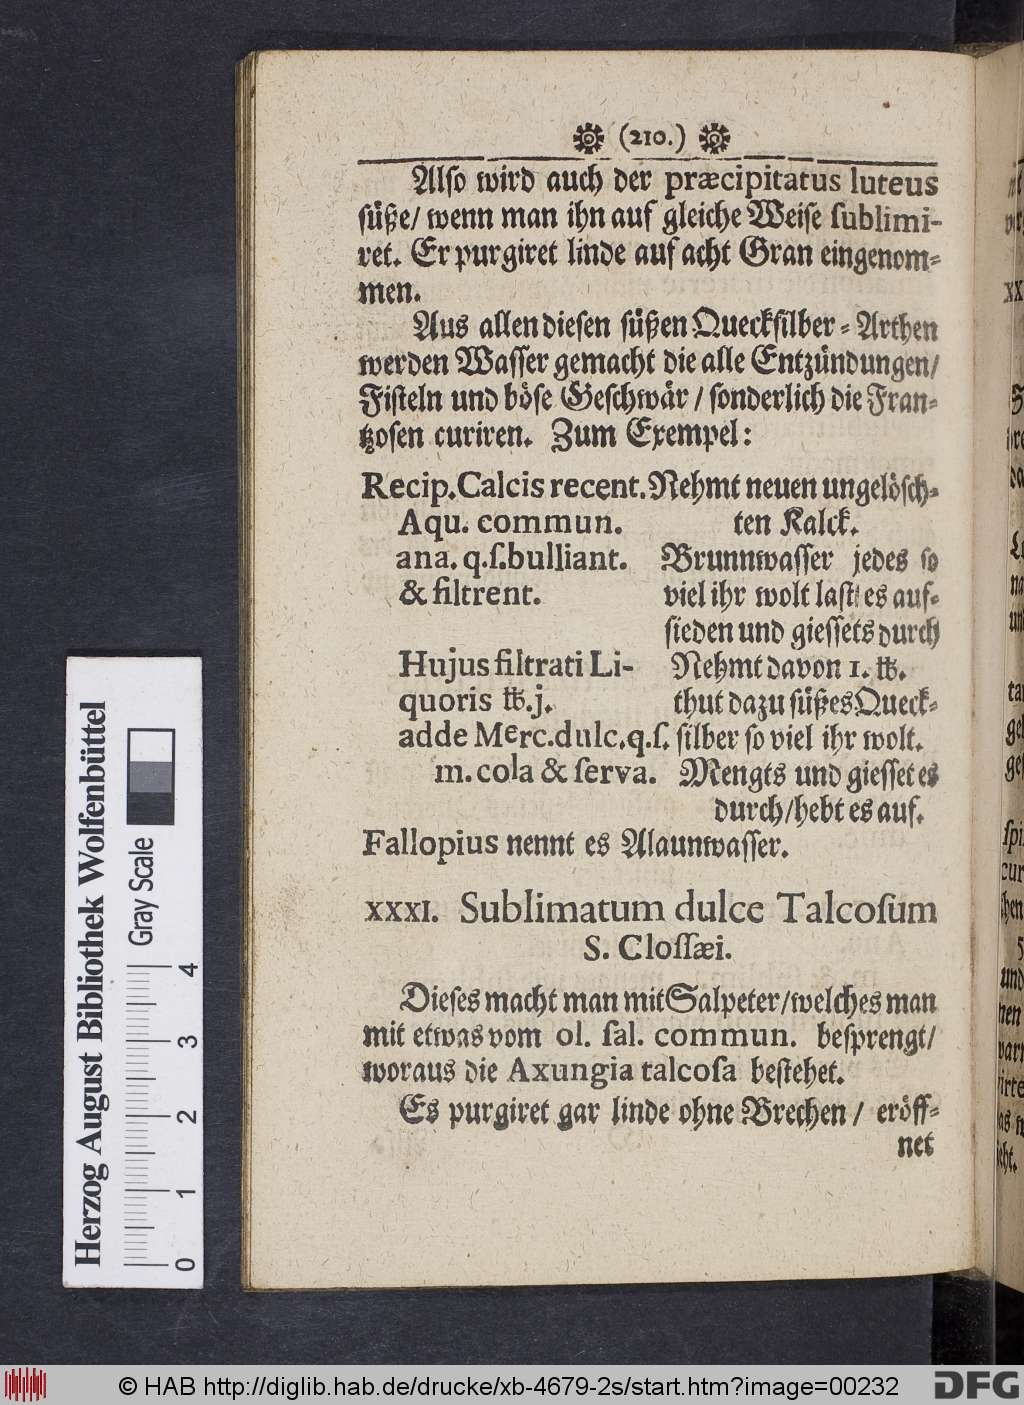 (210.)
Also wird auch der præcipitatus luteus
süße/ wenn man ihn auf gleiche Weise ſublimi-
ret. Er purgiret linde auf acht Gran eingenom-
men.
Aus allen diesen süßen Queckſilber-Arthen
werden Wasser gemacht die alle Entzündungen/
Fisteln und böse Geschwär / sonderlich die Fran-
tzosen curiren. Zum Exempel:
Recip. Calcis recent.
Aqu. commun.
ana. q.ſ. bulliant.
& filtrent.
Hujus filtrati Li-
quoris ℔.j.
adde Merc. dulc. q.ſ.
m. cola & ſerva.
Nehmt neuen ungelösch-
ten Kalck.
Brunnwasser jedes so
viel ihr wolt last es auf-
sieden und giessets durch
Nehmt davon 1. ℔.
thut dazu süßes Queck-
silber so viel ihr wolt.
Mengts und giesset es
durch/ hebt es auf.
Fallopius nennt es Alaunwasser.
XXXI. Sublimatum dulce Talcoſum
S. Cloſſæi.
Dieses macht man mit Salpeter/ welches man
mit etwas vom ol. ſal. commun. besprengt/
woraus die Axungia talcoſa bestehet.
Es purgiret gar linde ohne Brechen / eröff-
net
Herzog August Bibliothek Wolfenbüttel
Gray Scale
0 1 2 3 4
© HAB http://diglib.hab.de/drucke/xb-4679-2s/start.htm?image=00232
DFG